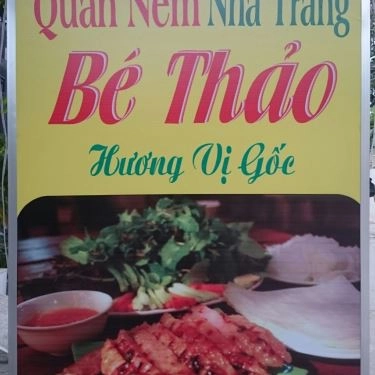 Quán Nem Nha Trang
Bé Thảo
Hương Vị Gốc